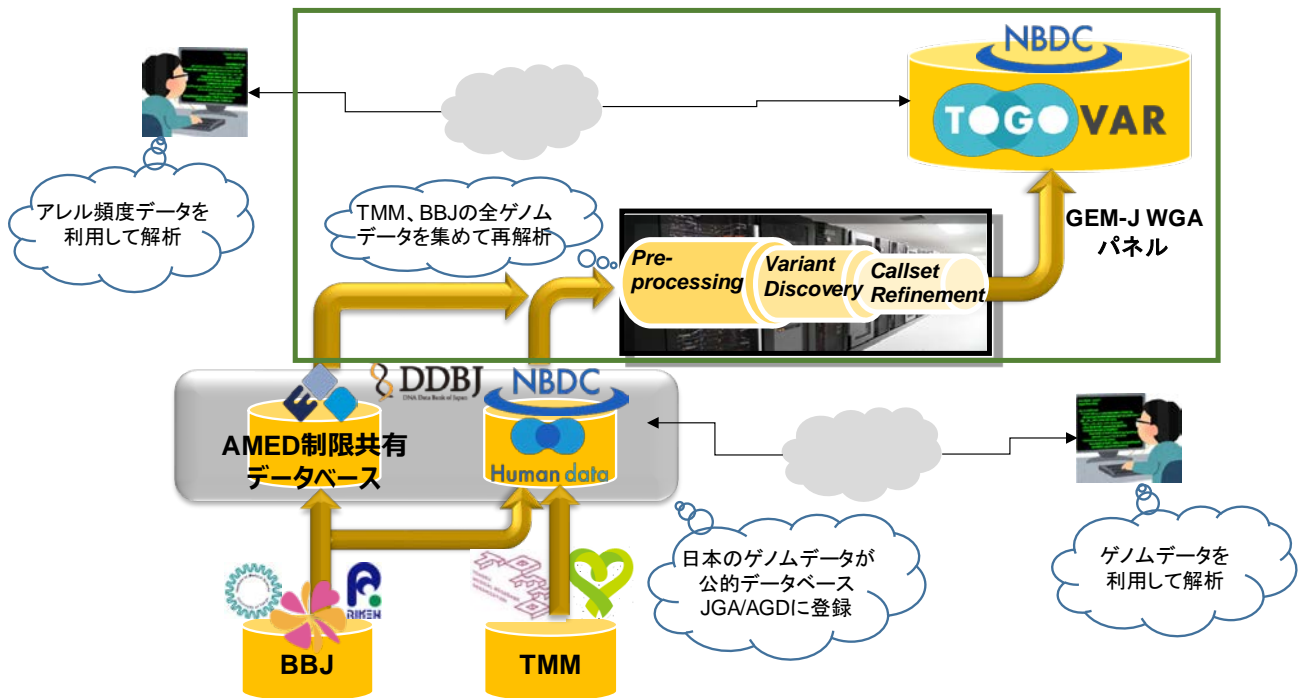 NBDC
TOGO VAR
アレル頻度データを
利用して解析
TMM、BBJの全ゲノム
データを集めて再解析
GEM-J WGA
パネル
Pre-
processing
Variant
Discovery
Callset
Refinement
DDBJ
DNA Data Bank of Japan
NBDC
AMED制限共有
データベース
Human data
日本のゲノムデータが
公的データベース
JGA/AGDに登録
ゲノムデータを
利用して解析
RIKEN
BBJ
TMM